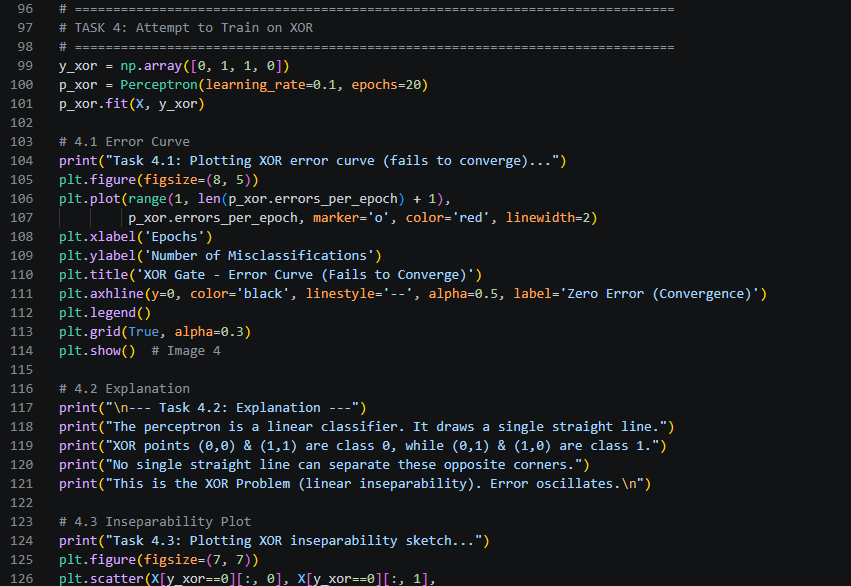 96 # ===============================================================================
97 # TASK 4: Attempt to Train on XOR
98 # ===============================================================================
99 y_xor = np.array([0, 1, 1, 0])
100 p_xor = Perceptron(learning_rate=0.1, epochs=20)
101 p_xor.fit(X, y_xor)
102
103 # 4.1 Error Curve
104 print("Task 4.1: Plotting XOR error curve (fails to converge)...")
105 plt.figure(figsize=(8, 5))
106 plt.plot(range(1, len(p_xor.errors_per_epoch) + 1),
107          p_xor.errors_per_epoch, marker='o', color='red', linewidth=2)
108 plt.xlabel('Epochs')
109 plt.ylabel('Number of Misclassifications')
110 plt.title('XOR Gate - Error Curve (Fails to Converge)')
111 plt.axhline(y=0, color='black', linestyle='--', alpha=0.5, label='Zero Error (Convergence)')
112 plt.legend()
113 plt.grid(True, alpha=0.3)
114 plt.show()  # Image 4
115
116 # 4.2 Explanation
117 print("\n--- Task 4.2: Explanation ---")
118 print("The perceptron is a linear classifier. It draws a single straight line.")
119 print("XOR points (0,0) & (1,1) are class 0, while (0,1) & (1,0) are class 1.")
120 print("No single straight line can separate these opposite corners.")
121 print("This is the XOR Problem (linear inseparability). Error oscillates.\n")
122
123 # 4.3 Inseparability Plot
124 print("Task 4.3: Plotting XOR inseparability sketch...")
125 plt.figure(figsize=(7, 7))
126 plt.scatter(X[y_xor==0][:, 0], X[y_xor==0][:, 1],